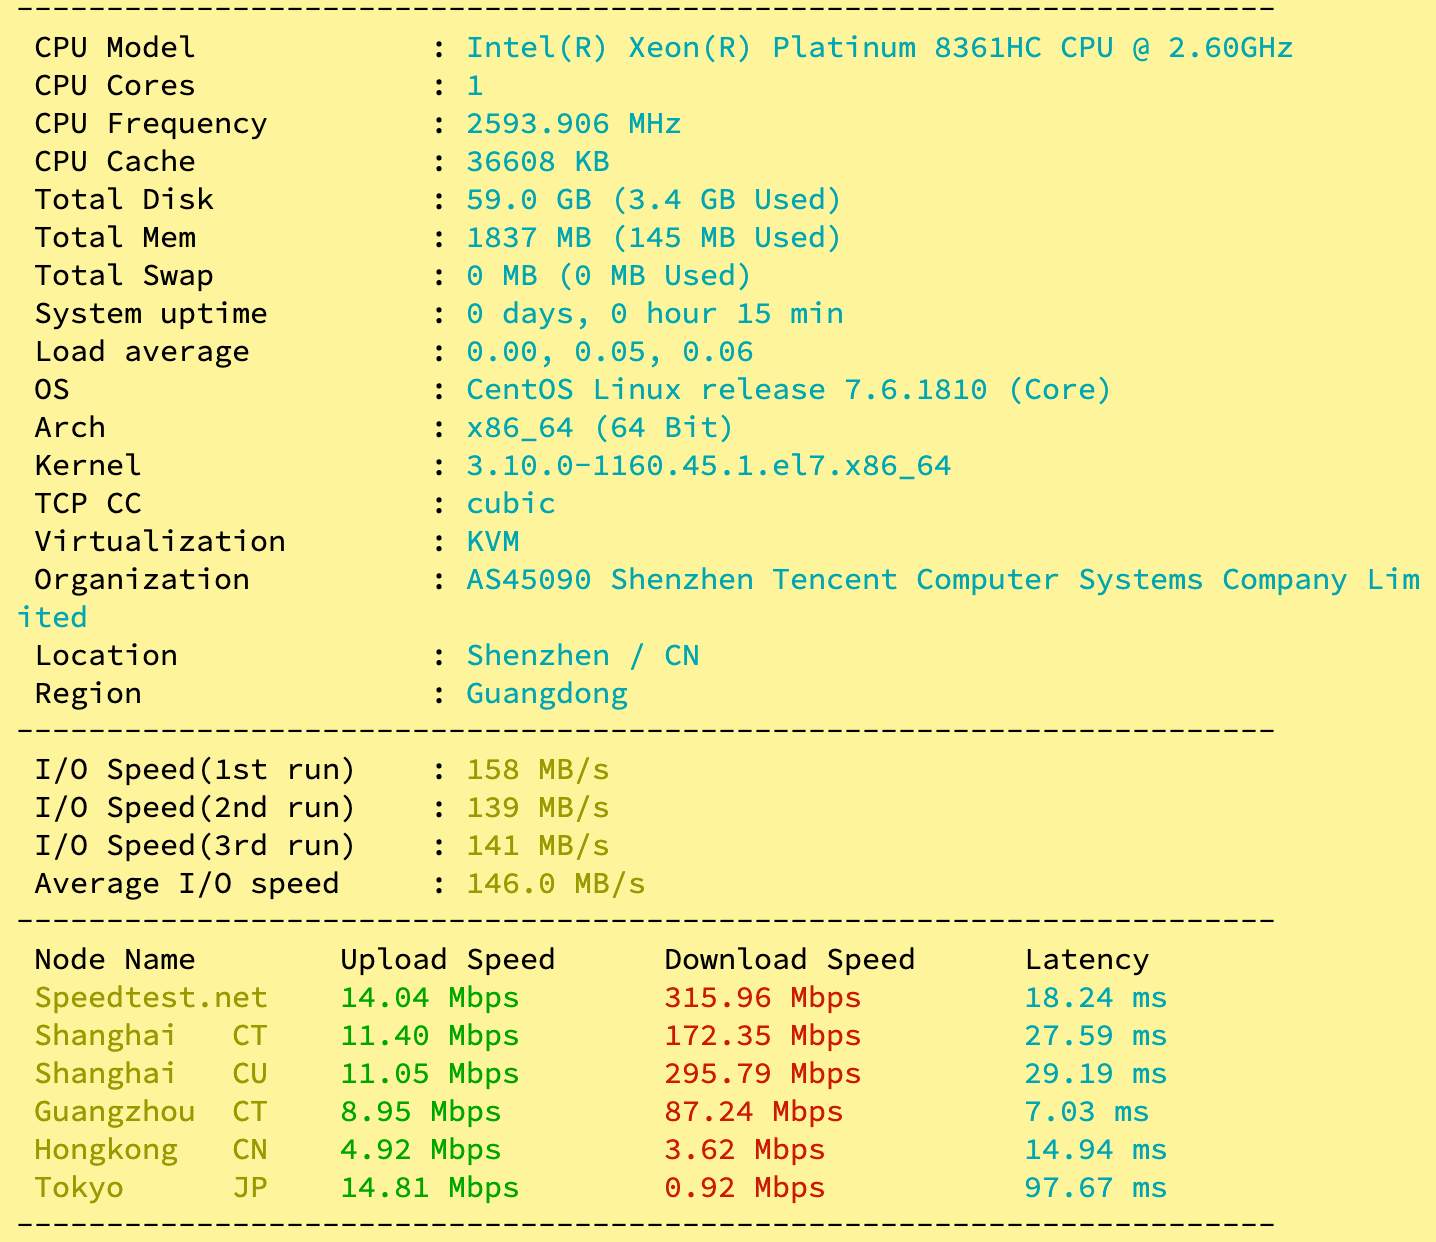 ----------------------------------------------------------------------
CPU Model : Intel(R) Xeon(R) Platinum 8361HC CPU @ 2.60GHz
CPU Cores : 1
CPU Frequency : 2593.906 MHz
CPU Cache : 36608 KB
Total Disk : 59.0 GB (3.4 GB Used)
Total Mem : 1837 MB (145 MB Used)
Total Swap : 0 MB (0 MB Used)
System uptime : 0 days, 0 hour 15 min
Load average : 0.00, 0.05, 0.06
OS : CentOS Linux release 7.6.1810 (Core)
Arch : x86_64 (64 Bit)
Kernel : 3.10.0-1160.45.1.el7.x86_64
TCP CC : cubic
Virtualization : KVM
Organization : AS45090 Shenzhen Tencent Computer Systems Company Lim
ited
Location : Shenzhen / CN
Region : Guangdong
----------------------------------------------------------------------
I/O Speed(1st run) : 158 MB/s
I/O Speed(2nd run) : 139 MB/s
I/O Speed(3rd run) : 141 MB/s
Average I/O speed : 146.0 MB/s
----------------------------------------------------------------------
Node Name Upload Speed Download Speed Latency
Speedtest.net 14.04 Mbps 315.96 Mbps 18.24 ms
Shanghai CT 11.40 Mbps 172.35 Mbps 27.59 ms
Shanghai CU 11.05 Mbps 295.79 Mbps 29.19 ms
Guangzhou CT 8.95 Mbps 87.24 Mbps 7.03 ms
Hongkong CN 4.92 Mbps 3.62 Mbps 14.94 ms
Tokyo JP 14.81 Mbps 0.92 Mbps 97.67 ms
----------------------------------------------------------------------